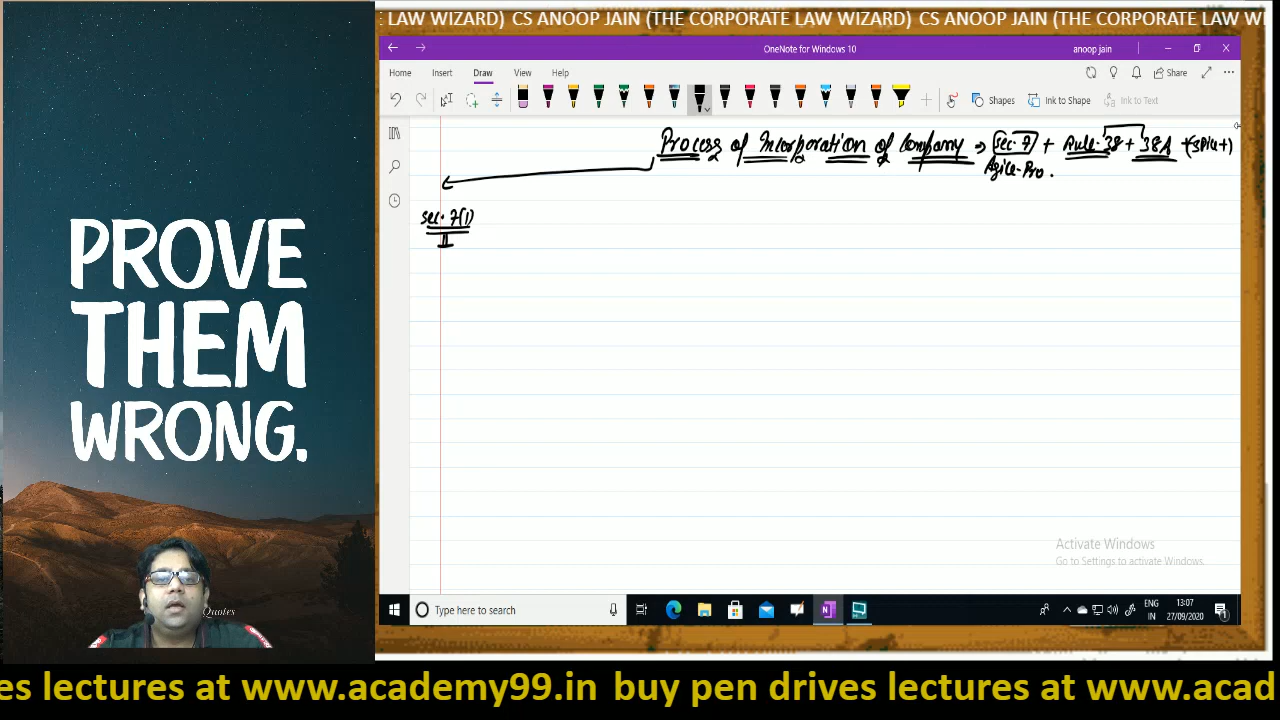 E LAW WIZARD) CS ANOOP JAIN (THE CORPORATE LAW WIZARD) CS ANOOP JAIN (THE CORPORATE LAW WI
OneNote for Windows 10
anoop jain
Home Insert Draw View Help
Share
Shapes Ink to Shape Ink to Text
Process of Incorporation of Company ⇒ Sec. 7 + Rule-38 + 38A + (Spice+)
Agile-Pro.
Sec. 7(1)
PROVE
THEM
WRONG.
Quotes
Activate Windows
Go to Settings to activate Windows.
Type here to search
ENG
IN
13:07
27/09/2020
1
es lectures at www.academy99.in buy pen drives lectures at www.acad